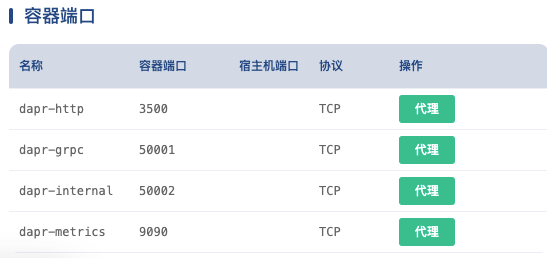 容器端口
名称 容器端口 宿主机端口 协议 操作
dapr-http 3500 TCP 代理
dapr-grpc 50001 TCP 代理
dapr-internal 50002 TCP 代理
dapr-metrics 9090 TCP 代理